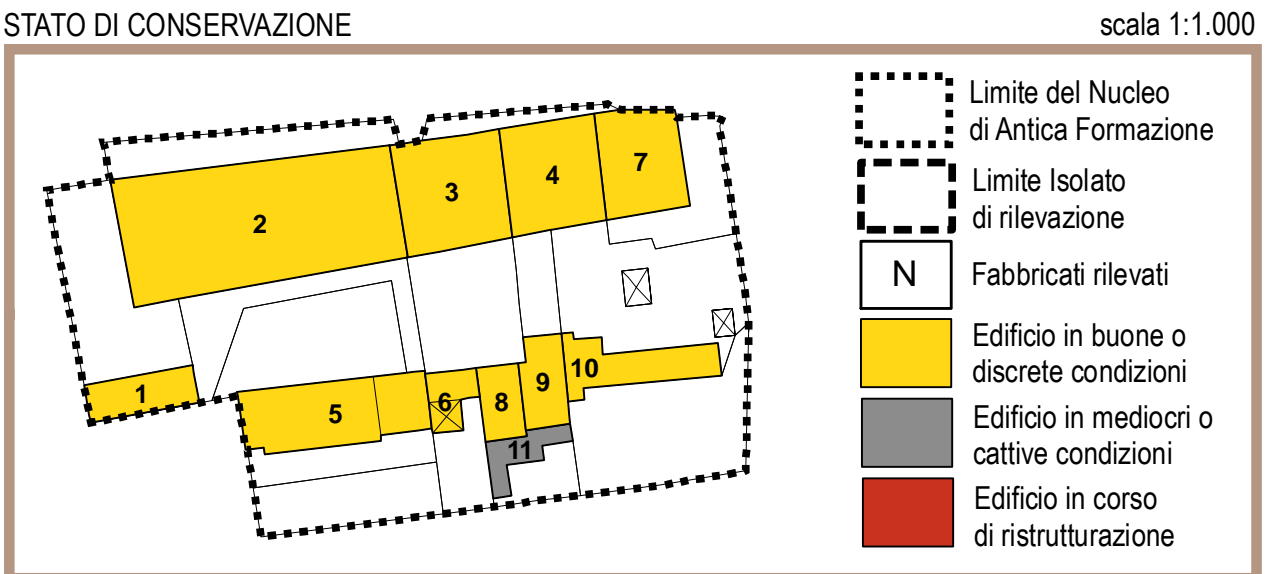 STATO DI CONSERVAZIONE
scala 1:1.000
Limite del Nucleo
di Antica Formazione
Limite Isolato
di rilevazione
N
Fabbricati rilevati
Edificio in buone o
discrete condizioni
Edificio in mediocri o
cattive condizioni
Edificio in corso
di ristrutturazione
7
4
3
2
1
5
6
8
9
10
11